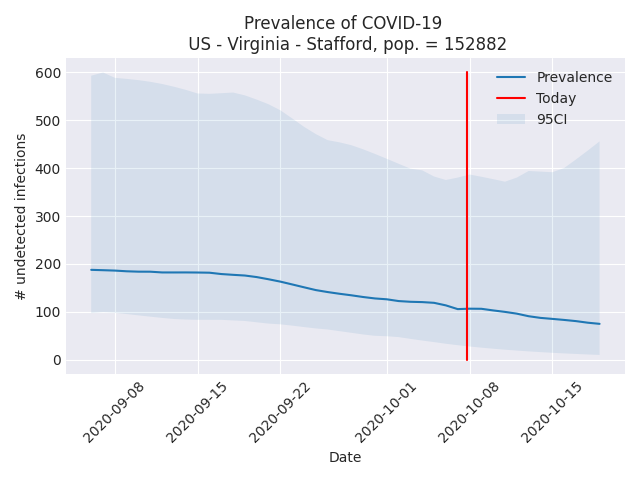 Prevalence of COVID-19
US - Virginia - Stafford, pop. = 152882
Prevalence
Today
95CI
600
500
400
300
200
100
0
# undetected infections
2020-09-08
2020-09-15
2020-09-22
2020-10-01
2020-10-08
2020-10-15
Date